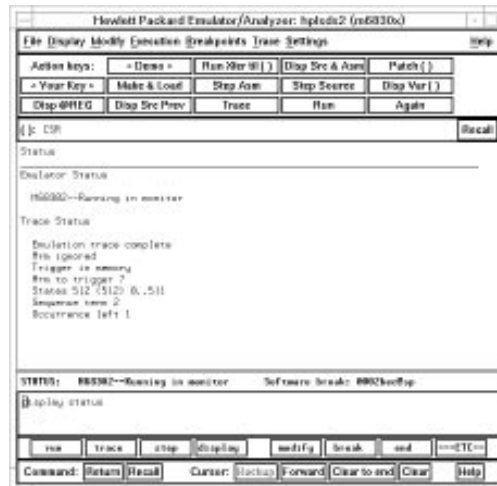 Hewlett Packard Emulator/Analyzer: hplsds2 (m6830x)
File Display Modify Execution Breakpoints Trace Settings Help
Action keys: < Demo > Run Xfer til ( ) Disp Src & Asm Patch ( )
< Your Key > Make & Load Step Asm Step Source Disp Var ( )
Disp @REG Disp Src Prev Trace Run Again
( ): CSR Recall
Status
Emulator Status
M68302--Running in monitor
Trace Status
Emulation trace complete
Arm ignored
Trigger in memory
Arm to trigger ?
States 512 (512) 0..511
Sequence term 2
Occurrence left 1
STATUS: M68302--Running in monitor Software break:
display status
run trace step display modify break end ---ETC--
Command: Return Recall Cursor: Backup Forward Clear to end Clear Help